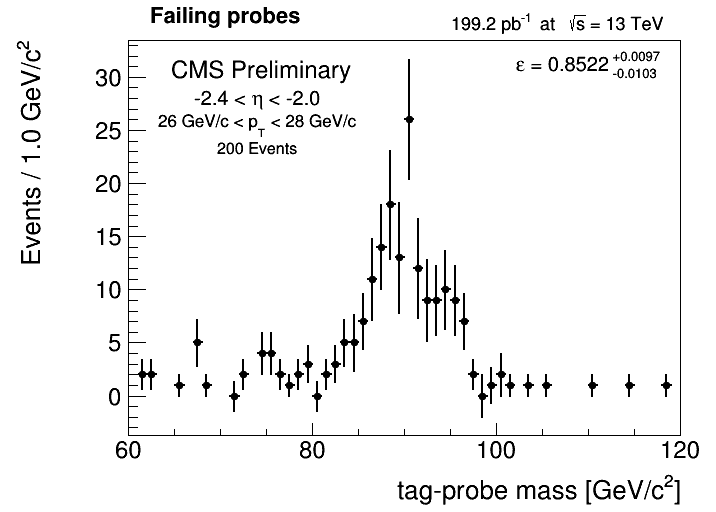 Failing probes
199.2 pb⁻¹ at √s = 13 TeV
CMS Preliminary
-2.4 < η < -2.0
26 GeV/c < p_T < 28 GeV/c
200 Events
ε = 0.8522 +0.0097 -0.0103
Events / 1.0 GeV/c²
30
25
20
15
10
5
0
60 80 100 120
tag-probe mass [GeV/c²]